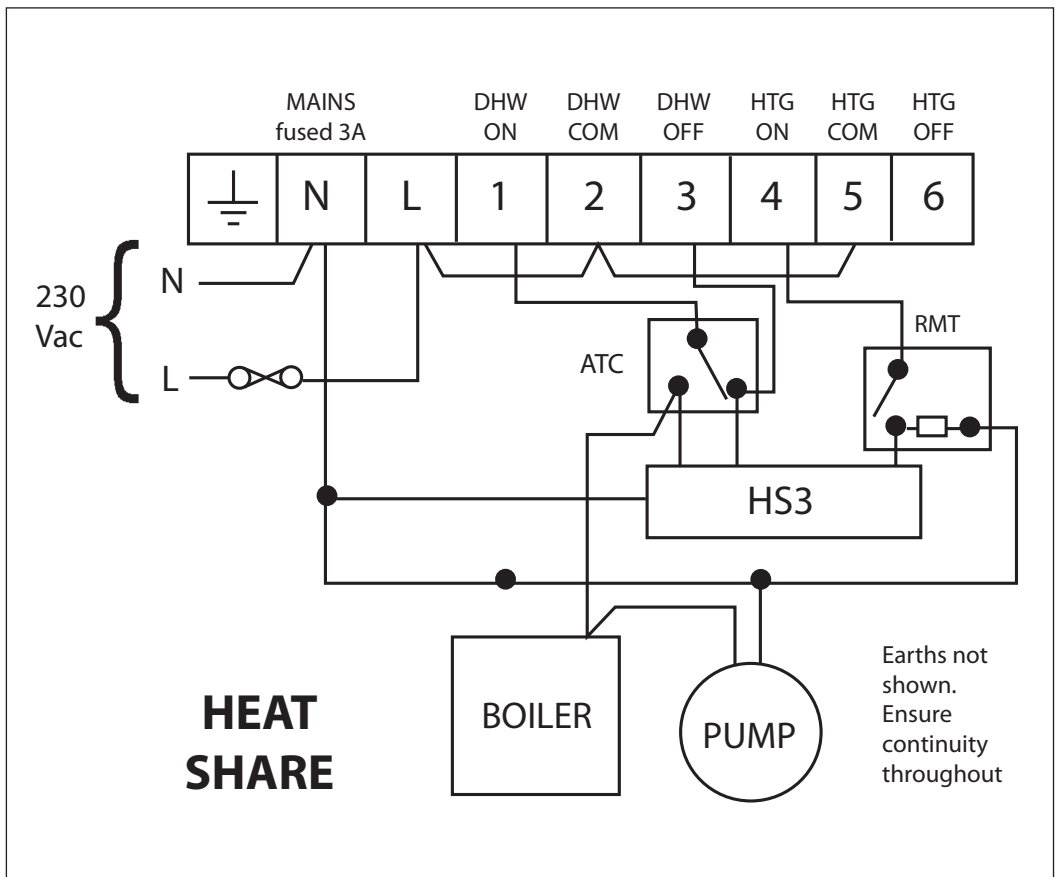 MAINS
fused 3A
DHW
ON
DHW
COM
DHW
OFF
HTG
ON
HTG
COM
HTG
OFF
N
L
1
2
3
4
5
6
230
Vac
N
L
ATC
RMT
HS3
BOILER
PUMP
HEAT
SHARE
Earths not
shown.
Ensure
continuity
throughout